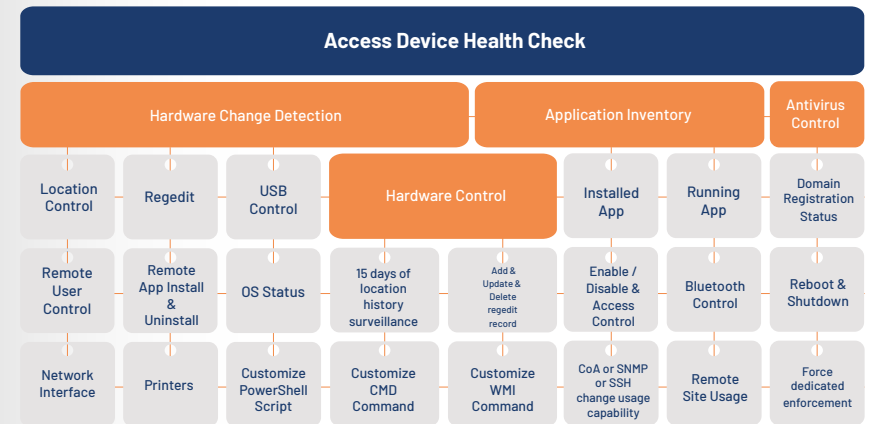 Access Device Health Check
Hardware Change Detection
Application Inventory
Antivirus
Control
Location
Control
Regedit
USB
Control
Hardware Control
Installed
App
Running
App
Domain
Registration
Status
Remote
User
Control
Remote
App Install
&
Uninstall
OS Status
15 days of
location
history
surveillance
Add &
Update &
Delete
regedit
record
Enable /
Disable &
Access
Control
Bluetooth
Control
Reboot &
Shutdown
Network
Interface
Printers
Customize
PowerShell
Script
Customize
CMD
Command
Customize
WMI
Command
CoA or SNMP
or SSH
change usage
capability
Remote
Site Usage
Force
dedicated
enforcement